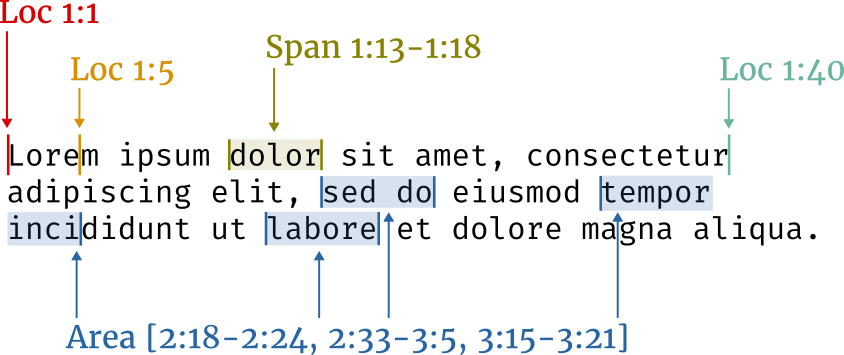 Loc 1:1
Span 1:13-1:18
Loc 1:5
Loc 1:40
Lorem ipsum dolor sit amet, consectetur
adipiscing elit, sed do eiusmod tempor
incididunt ut labore et dolore magna aliqua.
Area [2:18-2:24, 2:33-3:5, 3:15-3:21]